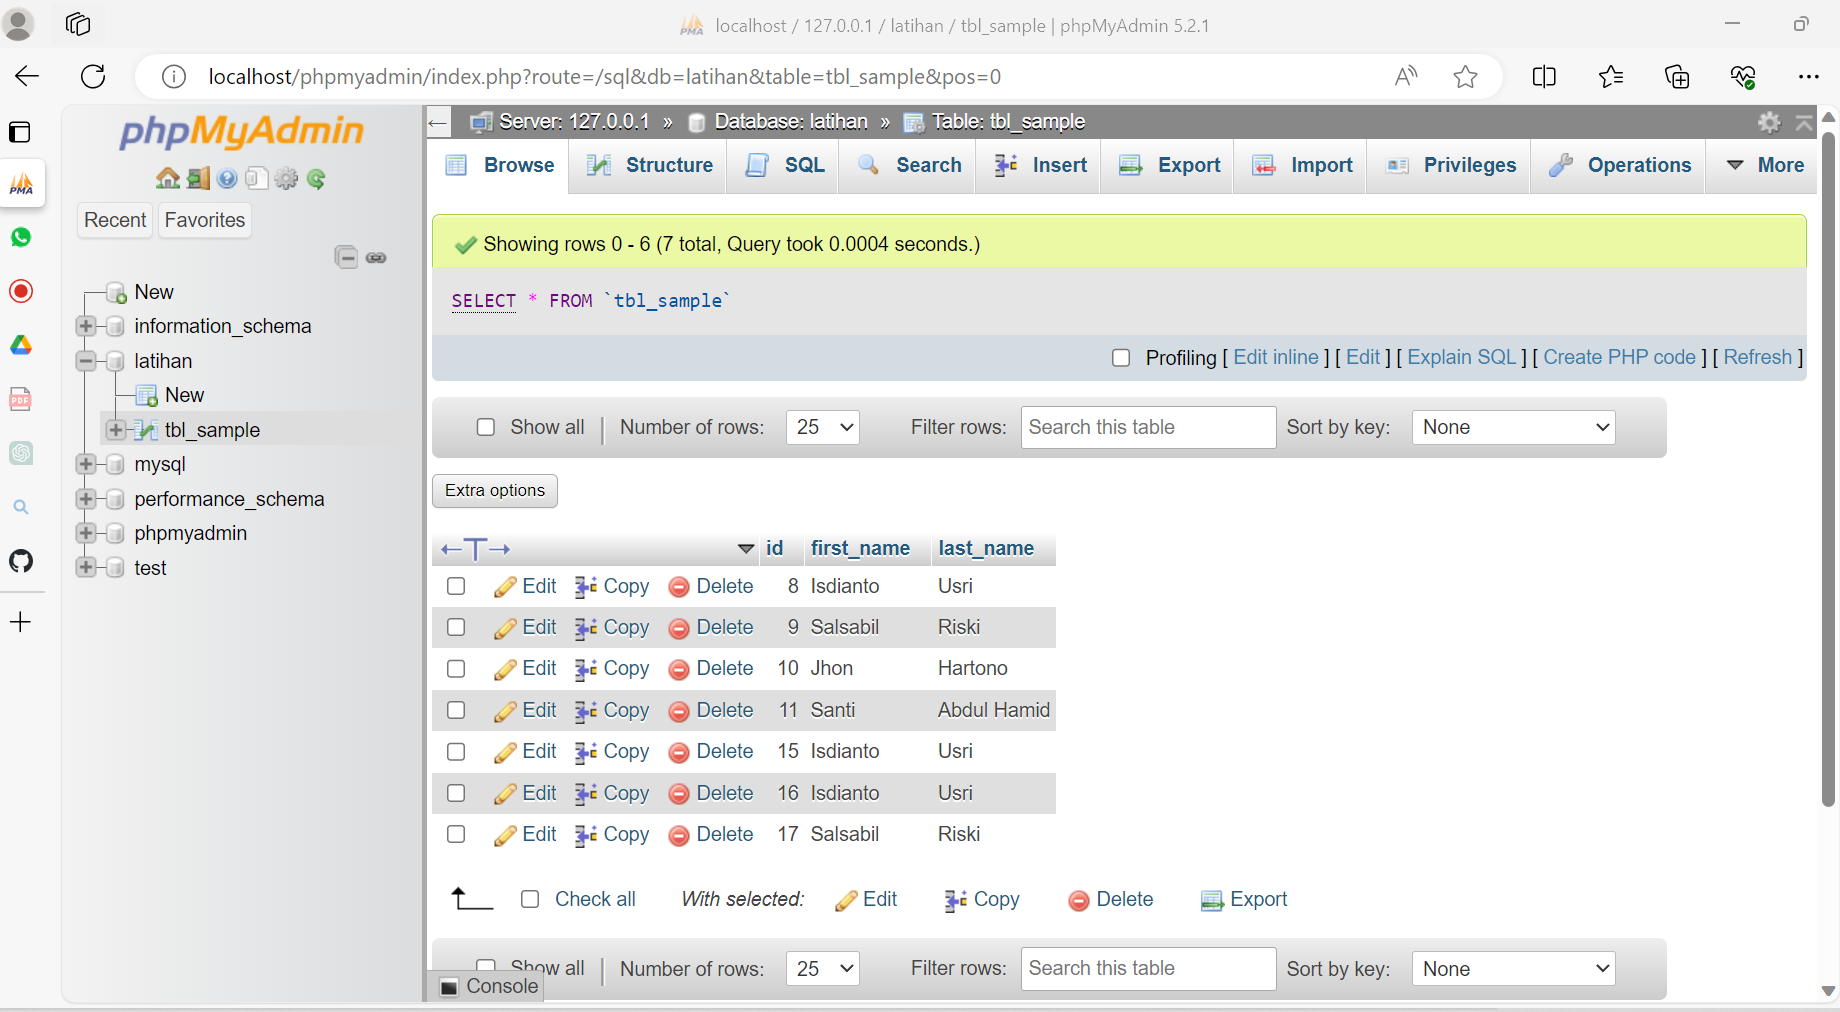 localhost / 127.0.0.1 / latihan / tbl_sample | phpMyAdmin 5.2.1
localhost/phpmyadmin/index.php?route=/sql&db=latihan&table=tbl_sample&pos=0
PMA
phpMyAdmin
Recent Favorites
New
information_schema
latihan
New
tbl_sample
mysql
performance_schema
phpmyadmin
test
Server: 127.0.0.1 » Database: latihan » Table: tbl_sample
Browse Structure SQL Search Insert Export Import Privileges Operations More
Showing rows 0 - 6 (7 total, Query took 0.0004 seconds.)
SELECT * FROM `tbl_sample`
Profiling [ Edit inline ] [ Edit ] [ Explain SQL ] [ Create PHP code ] [ Refresh ]
Show all Number of rows: 25 Filter rows: Search this table Sort by key: None
Extra options
id first_name last_name
Edit Copy Delete 8 Isdianto Usri
Edit Copy Delete 9 Salsabil Riski
Edit Copy Delete 10 Jhon Hartono
Edit Copy Delete 11 Santi Abdul Hamid
Edit Copy Delete 15 Isdianto Usri
Edit Copy Delete 16 Isdianto Usri
Edit Copy Delete 17 Salsabil Riski
Check all With selected: Edit Copy Delete Export
Show all Number of rows: 25 Filter rows: Search this table Sort by key: None
Console